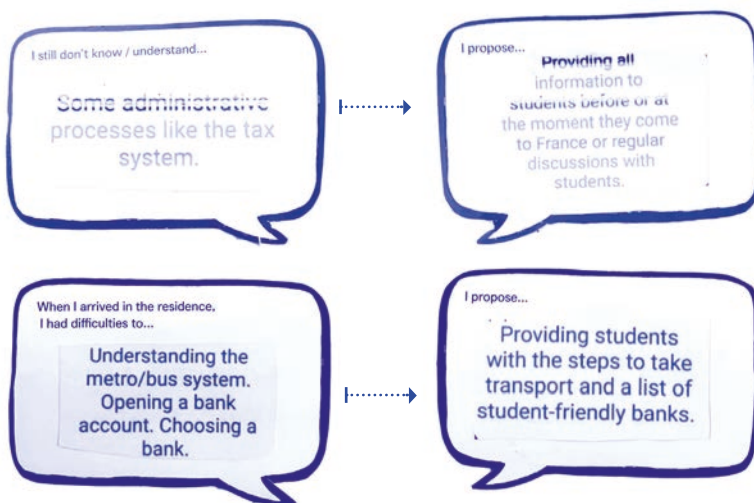 I still don't know / understand...
Some administrative
processes like the tax
system.
I propose...
Providing all
information to
students before or at
the moment they come
to France or regular
discussions with
students.
When I arrived in the residence,
I had difficulties to...
Understanding the
metro/bus system.
Opening a bank
account. Choosing a
bank.
I propose...
Providing students
with the steps to take
transport and a list of
student-friendly banks.